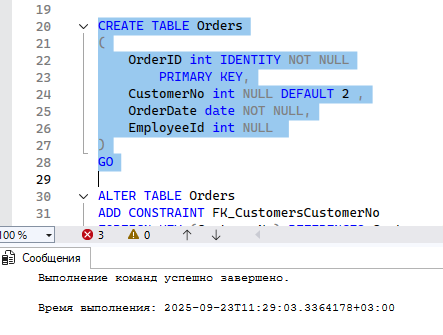 19
20 CREATE TABLE Orders
21 (
22 OrderID int IDENTITY NOT NULL
23 PRIMARY KEY,
24 CustomerNo int NULL DEFAULT 2 ,
25 OrderDate date NOT NULL,
26 EmployeeId int NULL
27 )
28 GO
29
30 ALTER TABLE Orders
31 ADD CONSTRAINT FK_CustomersCustomerNo
100 % 3 0
Сообщения
Выполнение команд успешно завершено.
Время выполнения: 2025-09-23T11:29:03.3364178+03:00